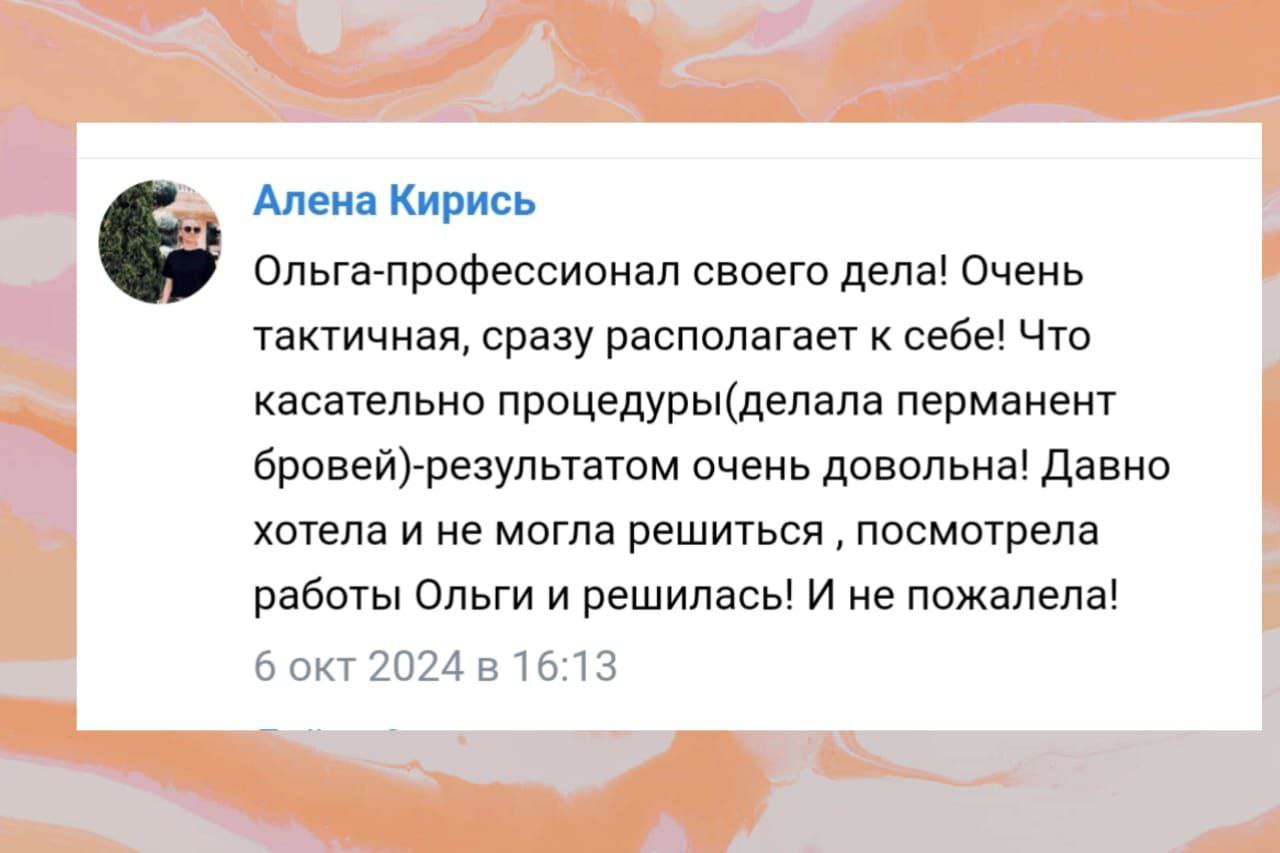 Алена Кирись
Ольга-профессионал своего дела! Очень
тактичная, сразу располагает к себе! Что
касательно процедуры(делала перманент
бровей)-результатом очень довольна! Давно
хотела и не могла решиться , посмотрела
работы Ольги и решилась! И не пожалела!
6 окт 2024 в 16:13